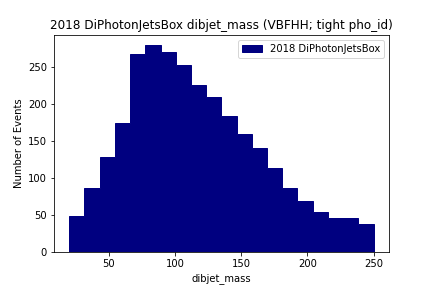 2018 DiPhotonJetsBox dibjet_mass (VBFHH; tight pho_id)
2018 DiPhotonJetsBox
Number of Events
250
200
150
100
50
0
50 100 150 200 250
dibjet_mass